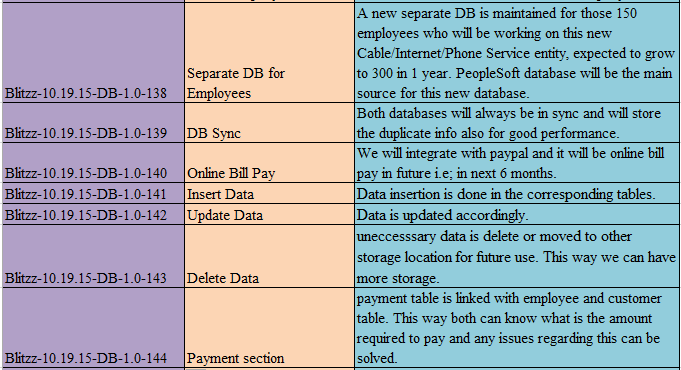 A new separate DB is maintained for those 150
employees who will be working on this new
Cable/Internet/Phone Service entity, expected to grow
Separate DB for
to 300 in 1 year. PeopleSoft database will be the main
Blitzz-10.19.15-DB-1.0-138
Employees
source for this new database.
Both databases will always be in sync and will store
Blitzz-10.19.15-DB-1.0-139
DB Sync
the duplicate info also for good performance.
We will integrate with paypal and it will be online bill
Blitzz-10.19.15-DB-1.0-140
Online Bill Pay
pay in future i.e; in next 6 months.
Blitzz-10.19.15-DB-1.0-141
Insert Data
Data insertion is done in the corresponding tables.
Blitzz-10.19.15-DB-1.0-142
Update Data
Data is updated accordingly.
uneccesssary data is delete or moved to other
storage location for future use. This way we can have
Blitzz-10.19.15-DB-1.0-143
Delete Data
more storage.
payment table is linked with employee and customer
table. This way both can know what is the amount
required to pay and any issues regarding this can be
Blitzz-10.19.15-DB-1.0-144
Payment section
solved.